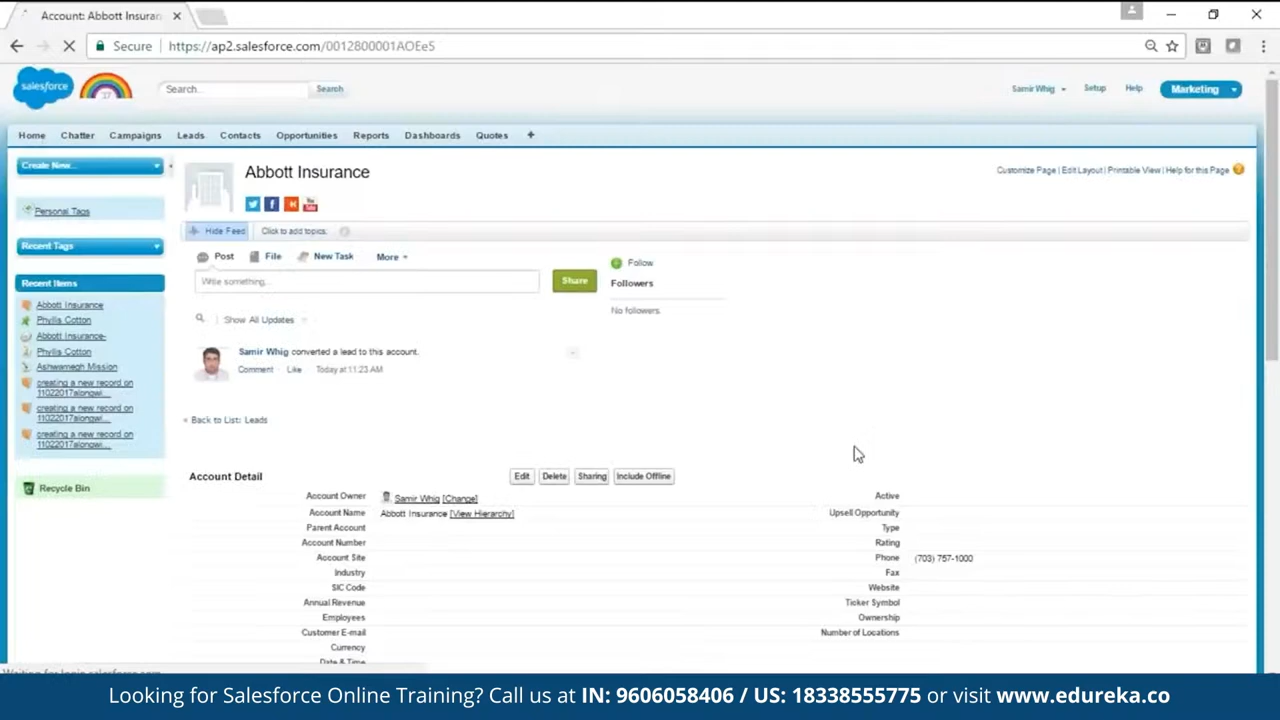 Account: Abbott Insuran
Secure
https://ap2.salesforce.com/0012800001AOEe5
salesforce
Search...
Search
Samir Whig
Setup
Help
Marketing
Home
Chatter
Campaigns
Leads
Contacts
Opportunities
Reports
Dashboards
Quotes
+
Create New...
Personal Tags
Recent Tags
Recent Items
Abbott Insurance
Phyllis Cotton
Abbott Insurance-
Phyllis Cotton
Ashwamegh Mission
creating a new record on
11022017alongwi...
creating a new record on
11022017alongwi...
creating a new record on
11022017alongwi...
Recycle Bin
Abbott Insurance
Customize Page | Edit Layout | Printable View | Help for this Page
Hide Feed
Click to add topics:
Post
File
New Task
More
Write something...
Share
Follow
Followers
No followers.
Show All Updates
Samir Whig converted a lead to this account.
Comment · Like · Today at 11:23 AM
« Back to List: Leads
Account Detail
Edit
Delete
Sharing
Include Offline
Account Owner Samir Whig [Change]
Account Name Abbott Insurance [View Hierarchy]
Parent Account
Account Number
Account Site
Industry
SIC Code
Annual Revenue
Employees
Customer E-mail
Currency
Date & Time
Active
Upsell Opportunity
Type
Rating
Phone (703) 757-1000
Fax
Website
Ticker Symbol
Ownership
Number of Locations
Looking for Salesforce Online Training? Call us at IN: 9606058406 / US: 18338555775 or visit www.edureka.co